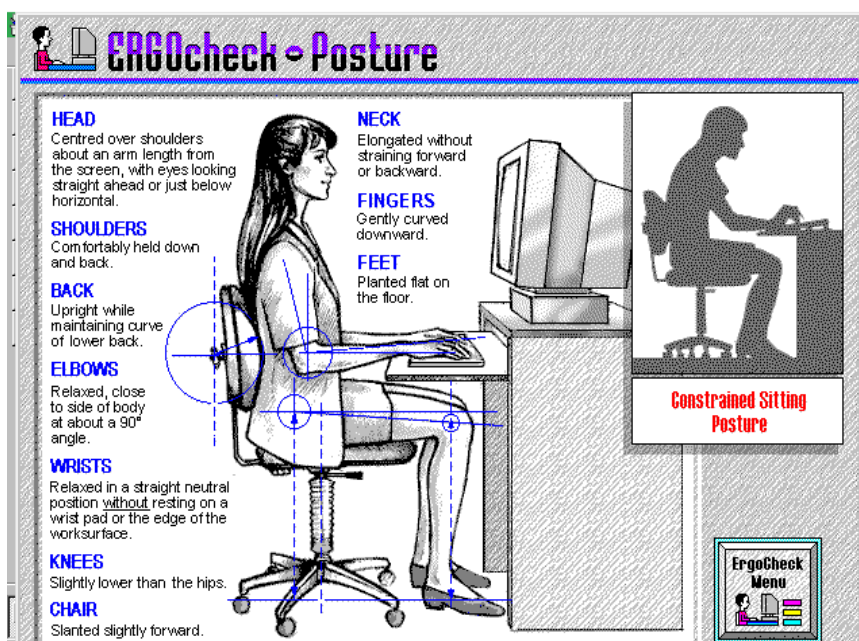 ERGOcheck - Posture
HEAD
Centred over shoulders
about an arm length from
the screen, with eyes looking
straight ahead or just below
horizontal.
SHOULDERS
Comfortably held down
and back.
BACK
Upright while
maintaining curve
of lower back.
ELBOWS
Relaxed, close
to side of body
at about a 90°
angle.
WRISTS
Relaxed in a straight neutral
position without resting on a
wrist pad or the edge of the
worksurface.
KNEES
Slightly lower than the hips.
CHAIR
Slanted slightly forward.
NECK
Elongated without
straining forward
or backward.
FINGERS
Gently curved
downward.
FEET
Planted flat on
the floor.
Constrained Sitting
Posture
ErgoCheck
Menu